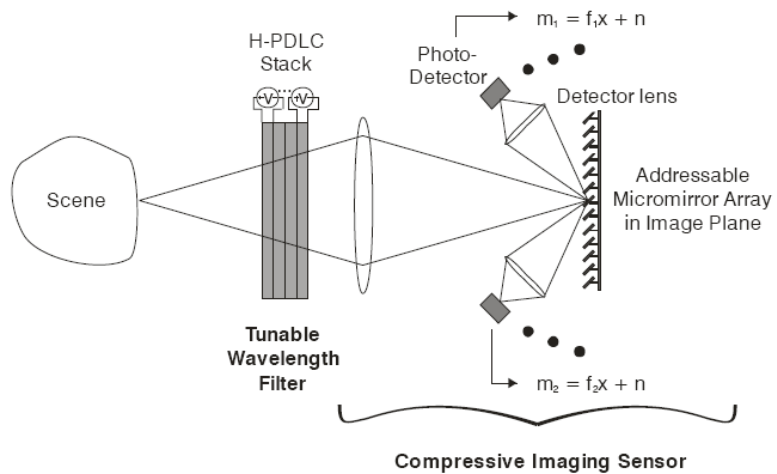 m₁ = f₁x + n
H-PDLC
Stack
Photo-
Detector
+V ... +V
Detector lens
Scene
Addressable
Micromirror Array
in Image Plane
Tunable
Wavelength
Filter
m₂ = f₂x + n
Compressive Imaging Sensor